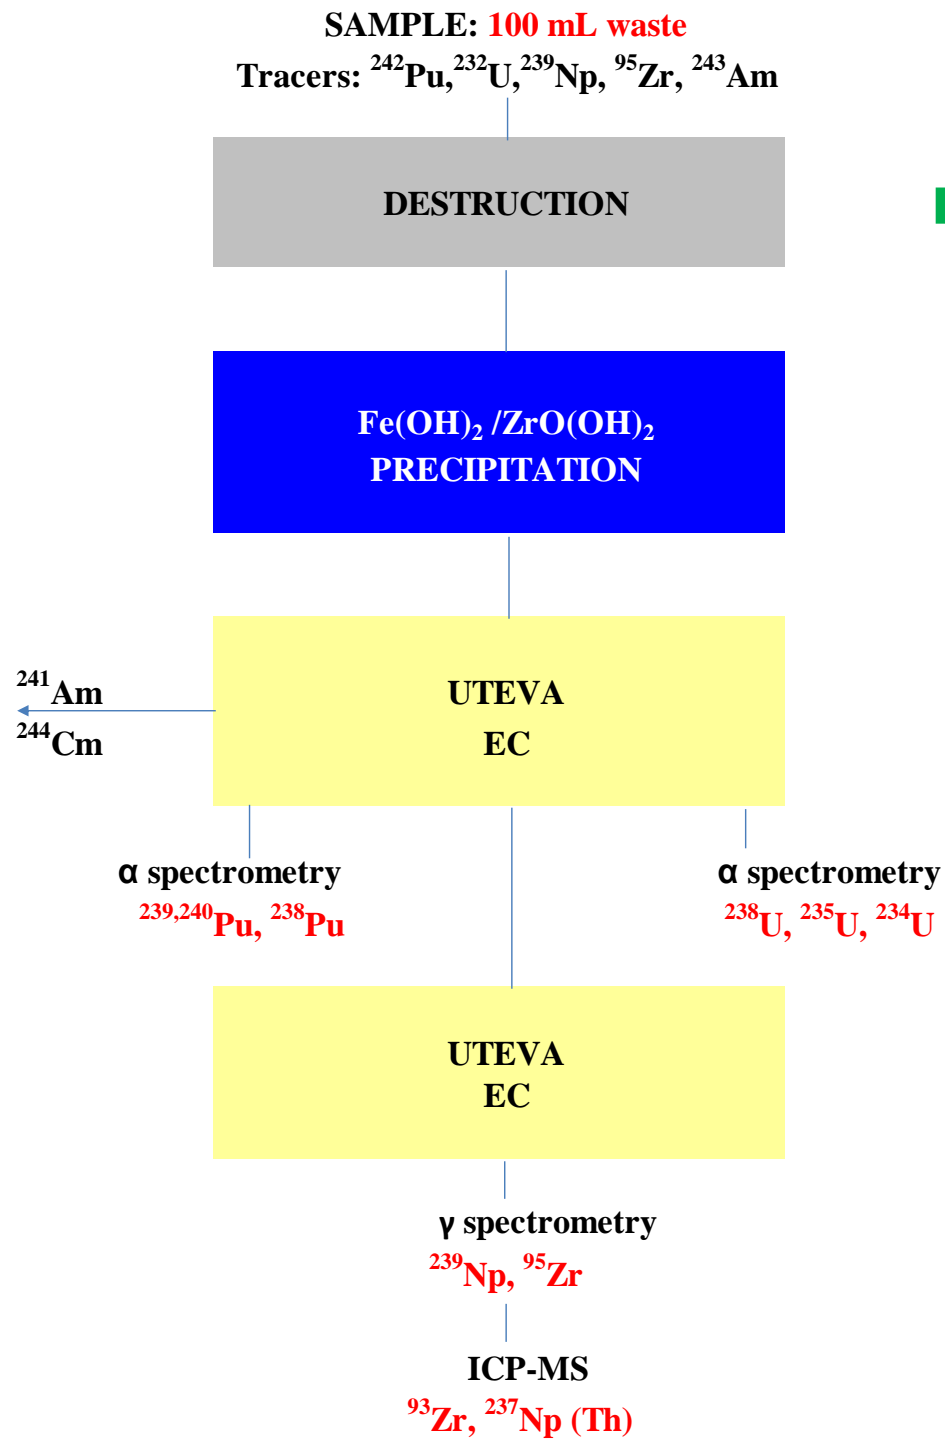 SAMPLE: 100 mL waste
Tracers: ²⁴²Pu,²³²U,²³⁹Np, ⁹⁵Zr, ²⁴³Am
DESTRUCTION
Fe(OH)₂ /ZrO(OH)₂
PRECIPITATION
²⁴¹Am
²⁴⁴Cm
UTEVA
EC
α spectrometry
²³⁹,²⁴⁰Pu, ²³⁸Pu
α spectrometry
²³⁸U, ²³⁵U, ²³⁴U
UTEVA
EC
γ spectrometry
²³⁹Np, ⁹⁵Zr
ICP-MS
⁹³Zr, ²³⁷Np (Th)